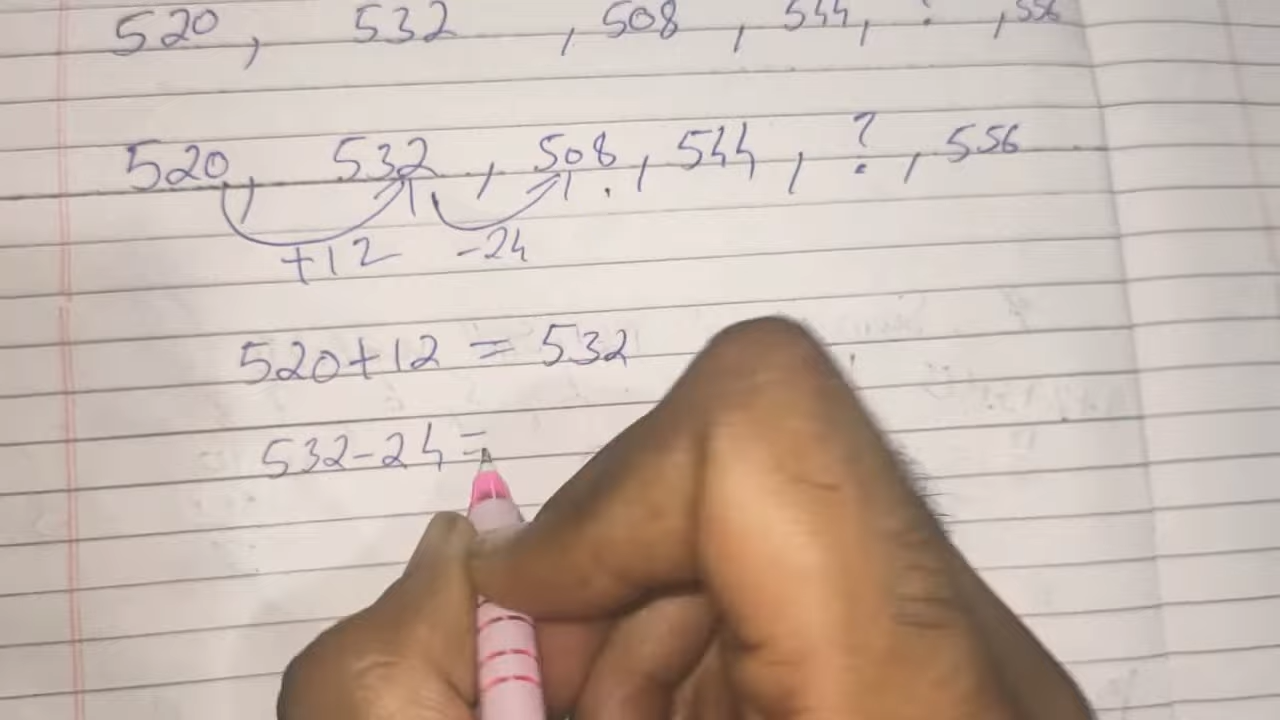 520, 532, 508, 544, ?, 556
520, 532, 508, 544, ?, 556
+12 -24
520+12 = 532
532-24=